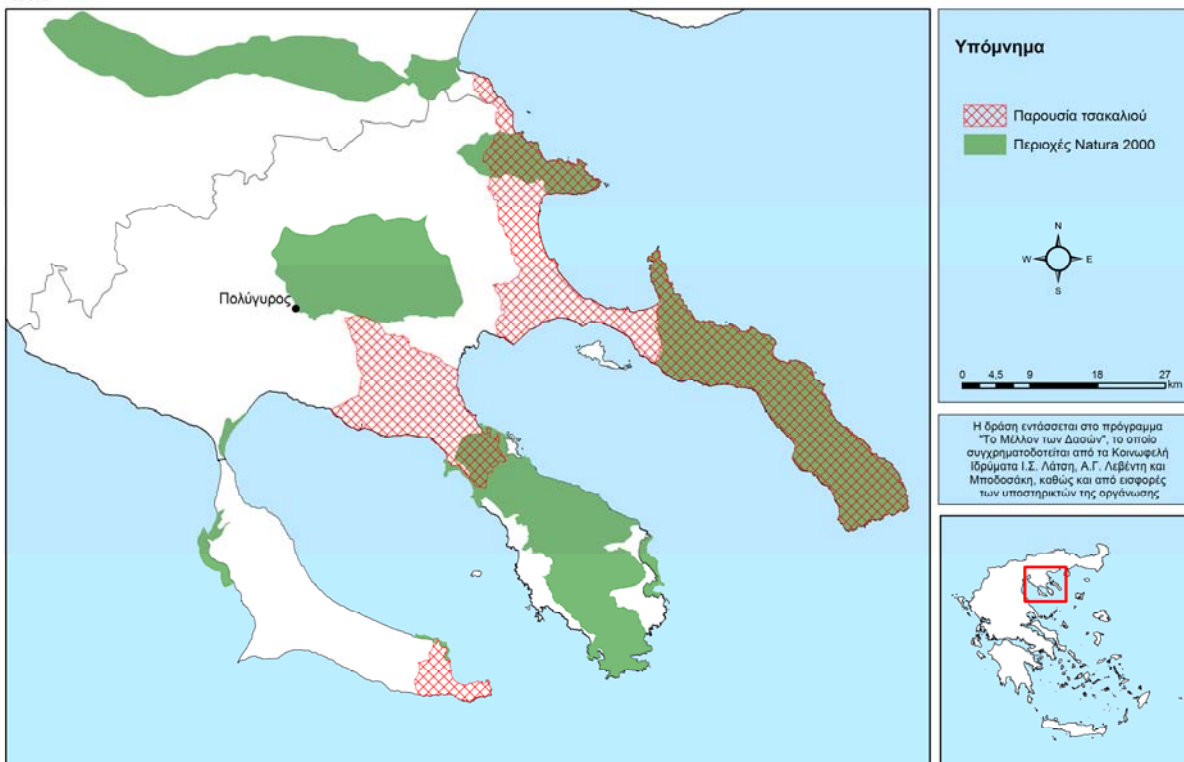 Υπόμνημα
Παρουσία τσακαλιού
Περιοχές Natura 2000
N
W E
S
0 4,5 9 18 27
km
Πολύγυρος
Η δράση εντάσσεται στο πρόγραμμα
"Το Μέλλον των Δασών", το οποίο
συγχρηματοδοτείται από τα Κοινωφελή
Ιδρύματα Ι.Σ. Λάτση, Α.Γ. Λεβέντη και
Μποδοσάκη, καθώς και από εισφορές
των υποστηρικτών της οργάνωσης